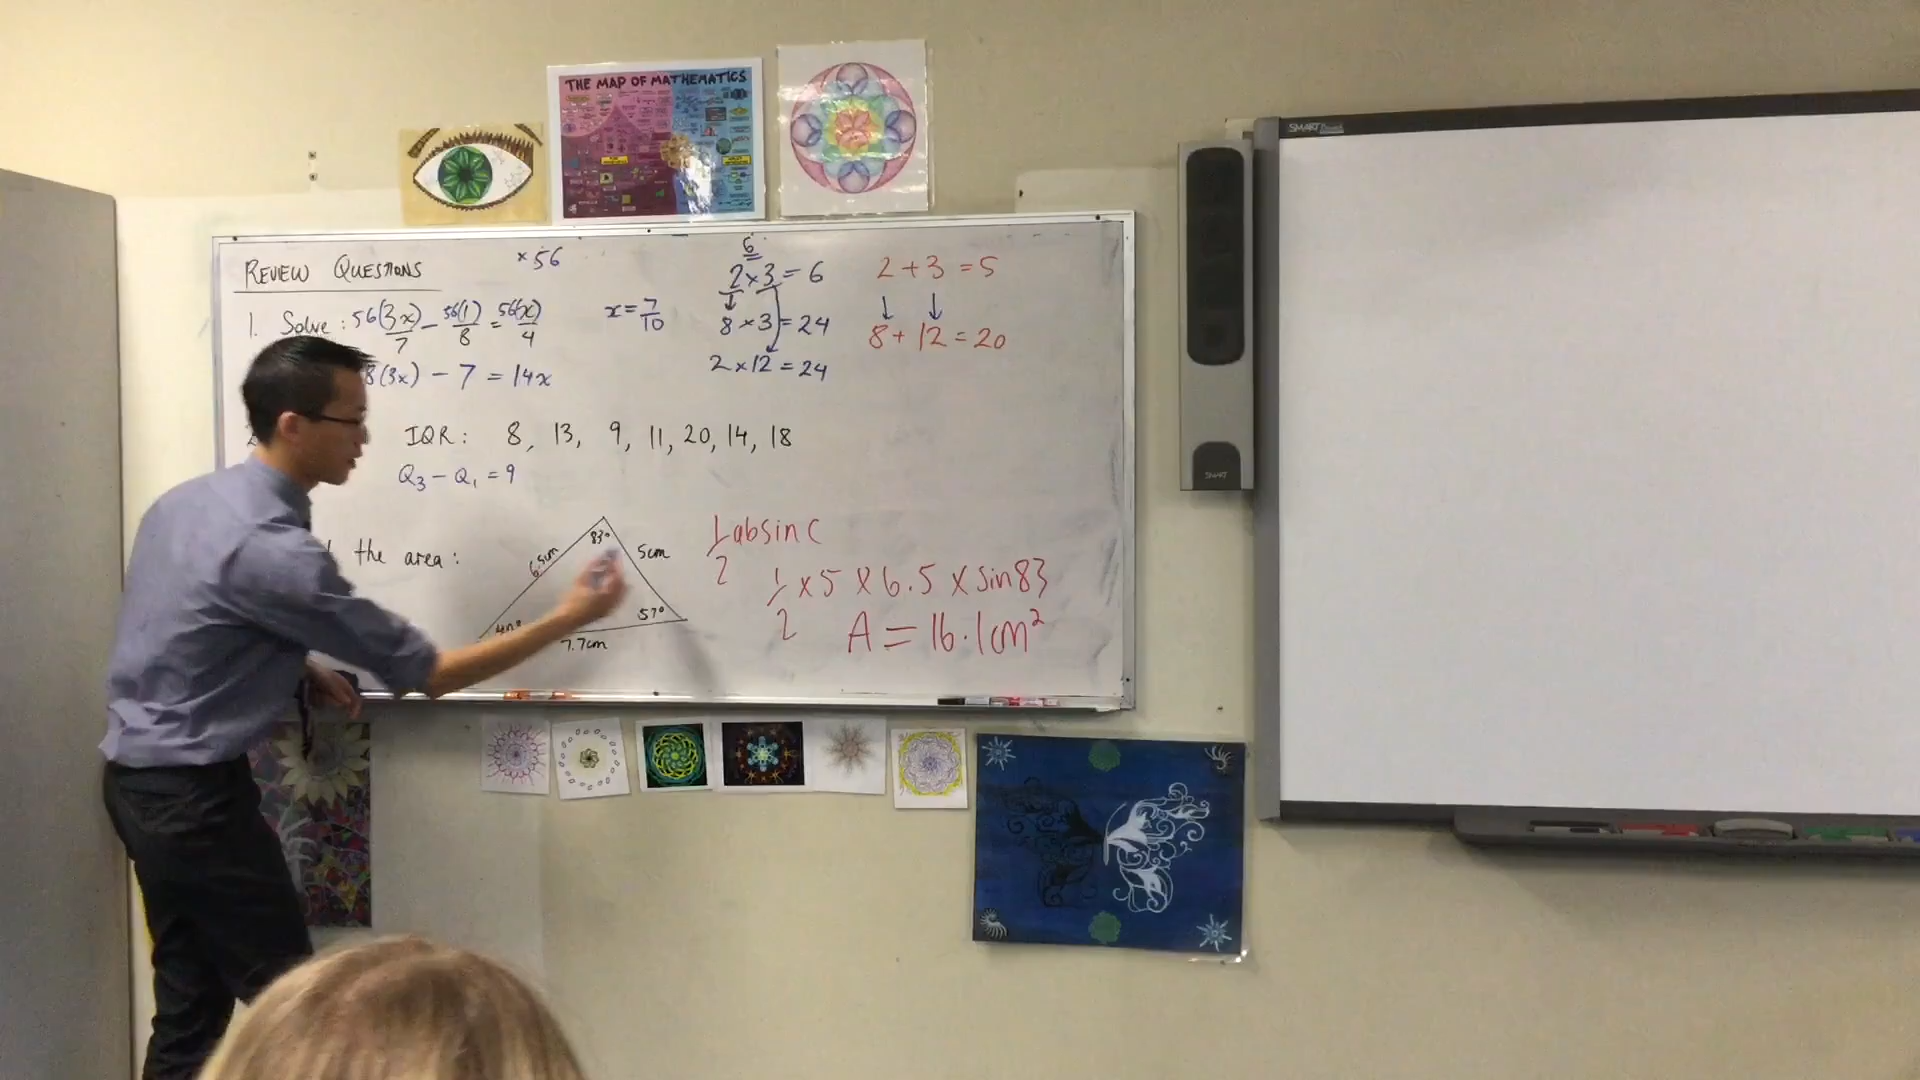 THE MAP OF MATHEMATICS
SMART Board
SMART
REVIEW QUESTIONS
×56
1. Solve: 56(3x)/7 - 56(1)/8 = 56(x)/4
8(3x) - 7 = 14x
x = 7/10
6
2 × 3 = 6
8 × 3 = 24
2 × 12 = 24
2 + 3 = 5
8 + 12 = 20
IQR: 8, 13, 9, 11, 20, 14, 18
Q₃ - Q₁ = 9
the area:
83°
6.5cm
5cm
57°
7.7cm
1/2 absin C
1/2 × 5 × 6.5 × sin83
A = 16.1cm²